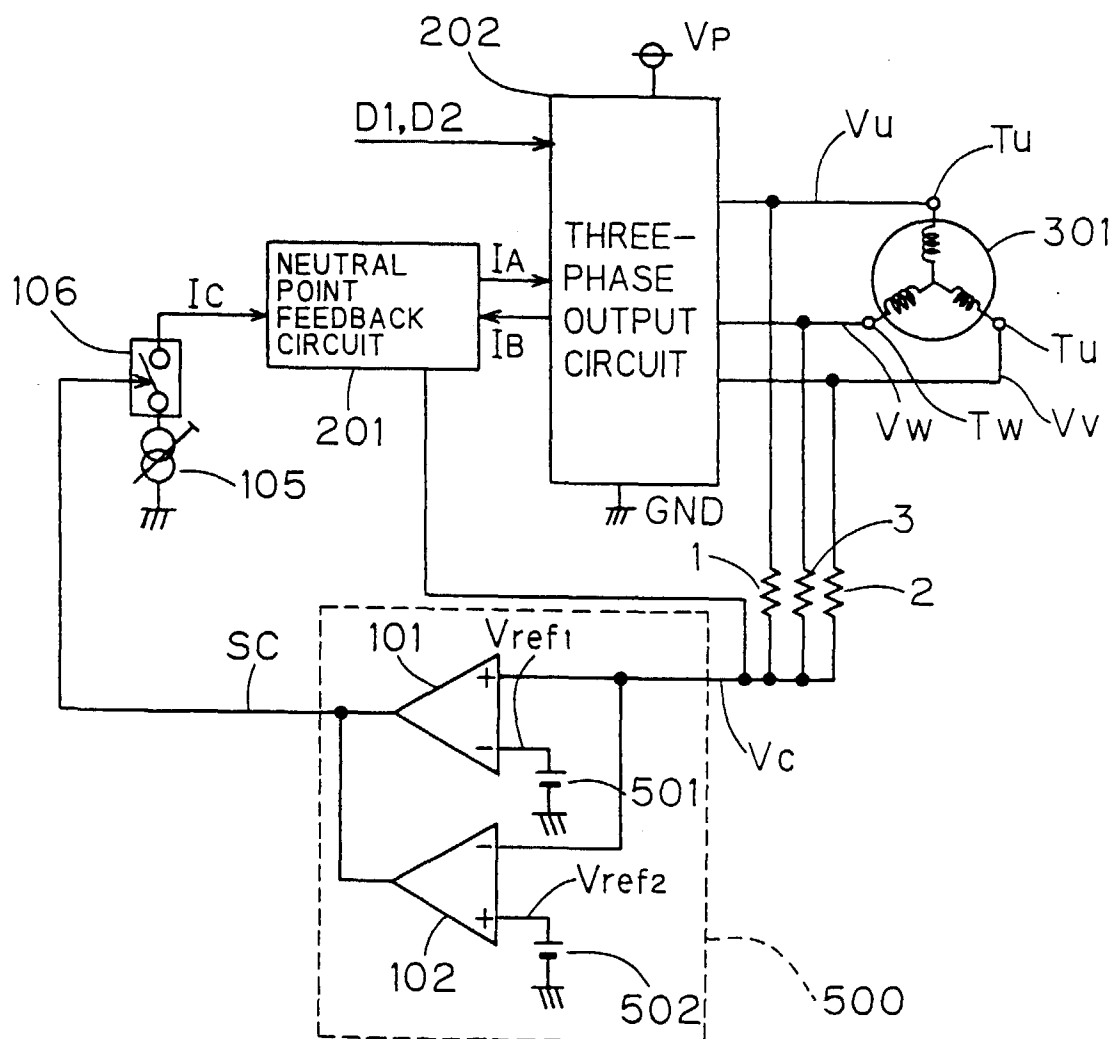 202
VP
D1,D2
Vu
Tu
301
THREE-
PHASE
OUTPUT
CIRCUIT
NEUTRAL
POINT
FEEDBACK
CIRCUIT
IA
IB
106
IC
201
Tu
Vw
Tw
Vv
105
GND
1
3
2
SC
101
Vref1
+
−
Vc
501
−
+
Vref2
102
502
500